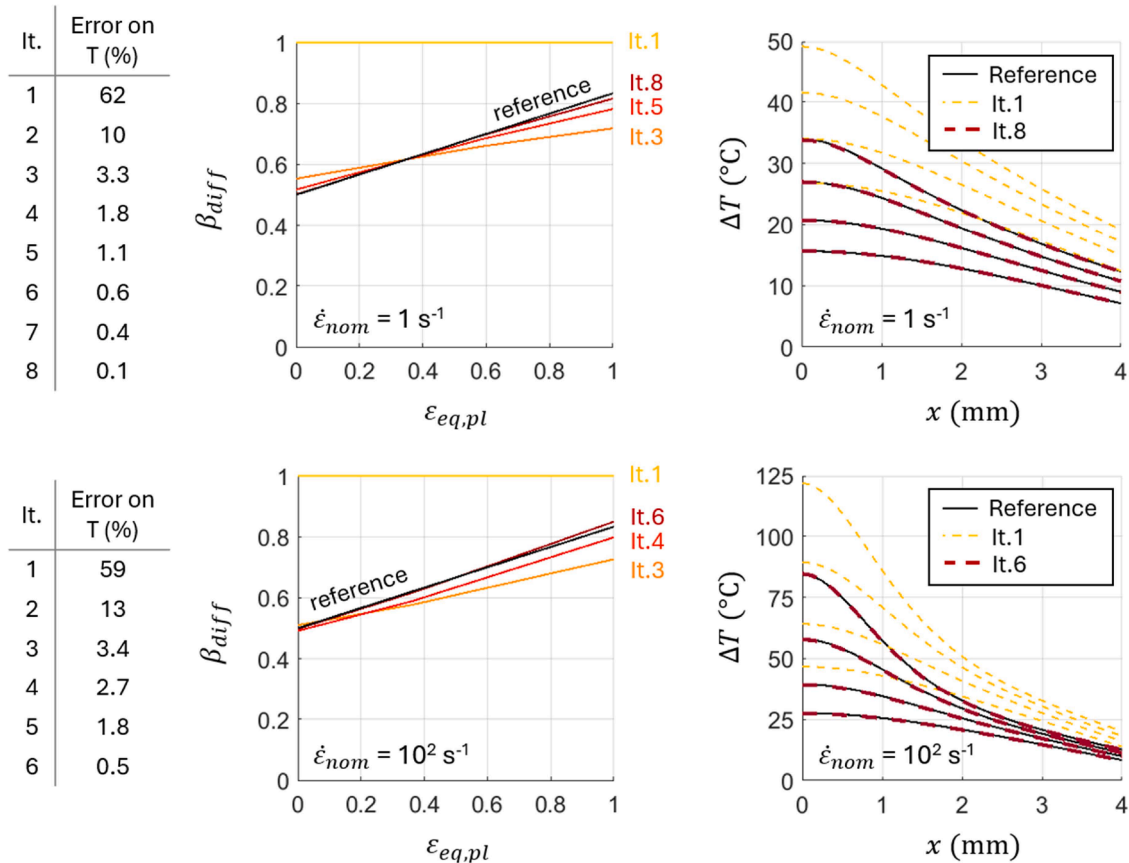 It. Error on
T (%)
1 62
2 10
3 3.3
4 1.8
5 1.1
6 0.6
7 0.4
8 0.1
1
0.8
0.6
0.4
0.2
0
β_diff
reference
It.1
It.8
It.5
It.3
ε̇_nom = 1 s⁻¹
0 0.2 0.4 0.6 0.8 1
ε_eq,pl
50
40
30
20
10
0
ΔT (°C)
Reference
It.1
It.8
ε̇_nom = 1 s⁻¹
0 1 2 3 4
x (mm)
It. Error on
T (%)
1 59
2 13
3 3.4
4 2.7
5 1.8
6 0.5
1
0.8
0.6
0.4
0.2
0
β_diff
reference
It.1
It.6
It.4
It.3
ε̇_nom = 10² s⁻¹
0 0.2 0.4 0.6 0.8 1
ε_eq,pl
125
100
75
50
25
0
ΔT (°C)
Reference
It.1
It.6
ε̇_nom = 10² s⁻¹
0 1 2 3 4
x (mm)